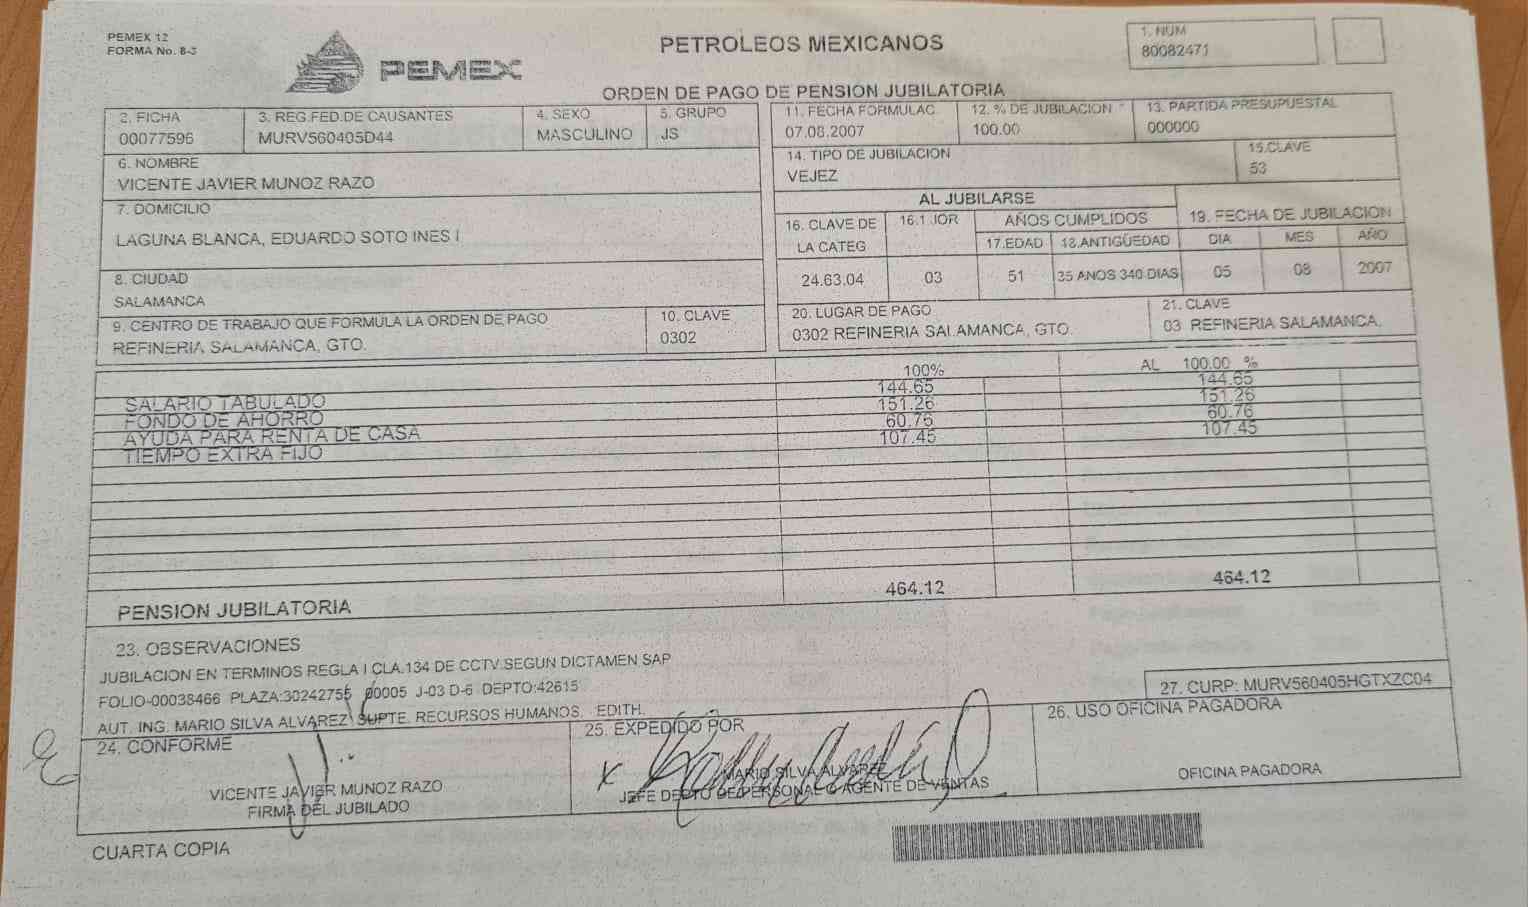 PEMEX 12
FORMA No. 8-3
PEMEX
PETROLEOS MEXICANOS
ORDEN DE PAGO DE PENSION JUBILATORIA
1. NUM
80082471
2. FICHA
00077596
3. REG.FED.DE CAUSANTES
MURV560405D44
4. SEXO
MASCULINO
5. GRUPO
JS
6. NOMBRE
VICENTE JAVIER MUNOZ RAZO
7. DOMICILIO
LAGUNA BLANCA, EDUARDO SOTO INES I
8. CIUDAD
SALAMANCA
9. CENTRO DE TRABAJO QUE FORMULA LA ORDEN DE PAGO
REFINERIA SALAMANCA, GTO.
10. CLAVE
0302
11. FECHA FORMULAC.
07.08.2007
12. % DE JUBILACION
100.00
13. PARTIDA PRESUPUESTAL
000000
14. TIPO DE JUBILACION
VEJEZ
15.CLAVE
53
AL JUBILARSE
16. CLAVE DE
LA CATEG
24.63.04
16.1 JOR
03
AÑOS CUMPLIDOS
17.EDAD
51
18.ANTIGÜEDAD
35 ANOS 340 DIAS
19. FECHA DE JUBILACION
DIA MES AÑO
05 08 2007
20. LUGAR DE PAGO
0302 REFINERIA SALAMANCA, GTO.
21. CLAVE
03 REFINERIA SALAMANCA.
100% AL 100.00 %
SALARIO TABULADO 144.65 144.65
FONDO DE AHORRO 151.26 151.26
AYUDA PARA RENTA DE CASA 60.76 60.76
TIEMPO EXTRA FIJO 107.45 107.45
PENSION JUBILATORIA 464.12 464.12
23. OBSERVACIONES
JUBILACION EN TERMINOS REGLA I CLA.134 DE CCTV.SEGUN DICTAMEN SAP
FOLIO-00038466 PLAZA:30242755 00005 J-03 D-6 DEPTO:42615
AUT. ING. MARIO SILVA ALVAREZ SUPTE. RECURSOS HUMANOS. EDITH.
27. CURP: MURV560405HGTXZC04
24. CONFORME
VICENTE JAVIER MUNOZ RAZO
FIRMA DEL JUBILADO
25. EXPEDIDO POR
X
MARIO SILVA ALVAREZ
JEFE DEPTO DE PERSONAL O AGENTE DE VENTAS
26. USO OFICINA PAGADORA
OFICINA PAGADORA
CUARTA COPIA